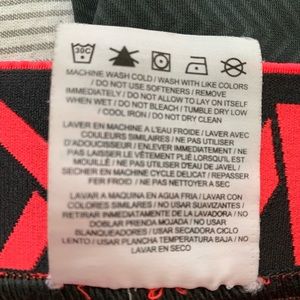 30C
MACHINE WASH COLD / WASH WITH LIKE COLORS
/ DO NOT USE SOFTENERS / REMOVE
IMMEDIATELY / DO NOT ALLOW TO LAY ON ITSELF
WHEN WET / DO NOT BLEACH / TUMBLE DRY LOW
/ COOL IRON / DO NOT DRY CLEAN
LAVER EN MACHINE A L'EAU FROIDE / LAVER AVEC
COULEURS SIMILAIRES / NE PAS UTILISER
D'ADOUCISSEUR / ENLEVER IMMEDIATEMENT / NE
PAS LAISSER LE VÊTEMENT PLIÉ LORSQU'IL EST
MOUILLÉ / NE PAS UTILISER D'EAU DE JAVEL /
SECHER EN MACHINE CYCLE DELICAT / REPASSER
FER FROID / NE PAS NETTOYER A SEC
LAVAR A MAQUINA EN AGUA FRIA / LAVAR CON
COLORES SIMILARES / NO USAR SUAVIZANTES /
RETIRAR INMEDIATAMENTE DE LA LAVADORA / NO
DOBLAR PRENDA MOJADA / NO USAR
BLANQUEADORES / USAR SECADORA CICLO
LENTO / USAR PLANCHA TEMPERATURA BAJA / NO
LAVAR EN SECO